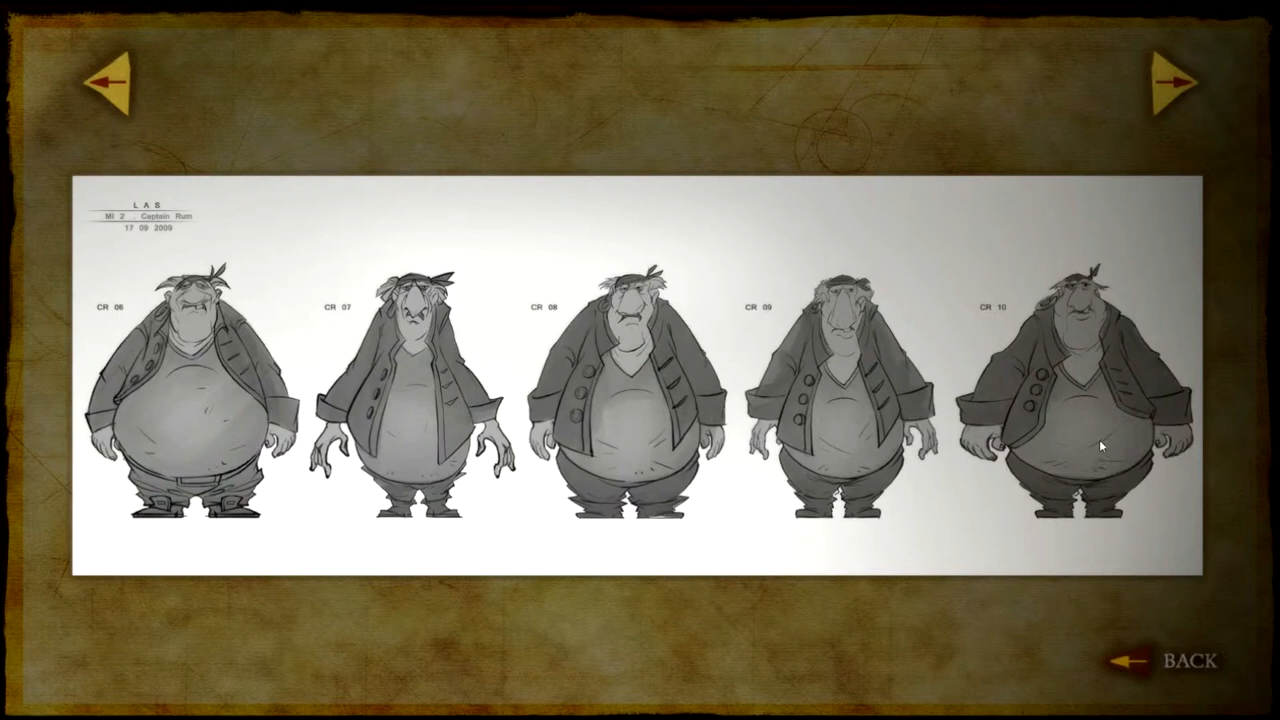 L A S
MI 2 . Captain Rum
17 09 2009
CR 06
CR 07
CR 08
CR 09
CR 10
BACK